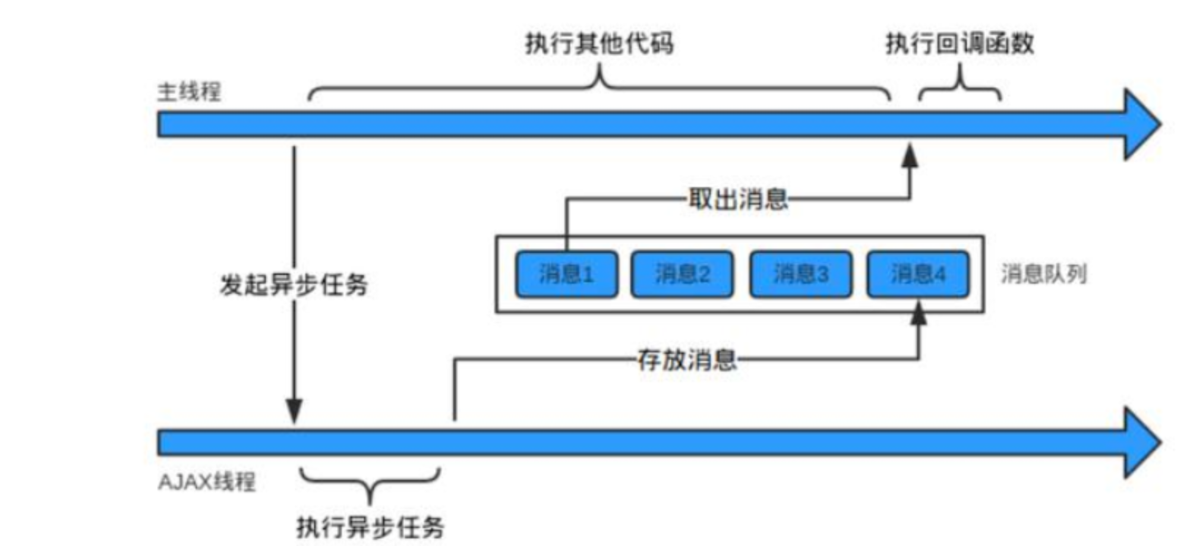 执行其他代码
执行回调函数
主线程
取出消息
消息1
消息2
消息3
消息4
消息队列
发起异步任务
存放消息
AJAX线程
执行异步任务